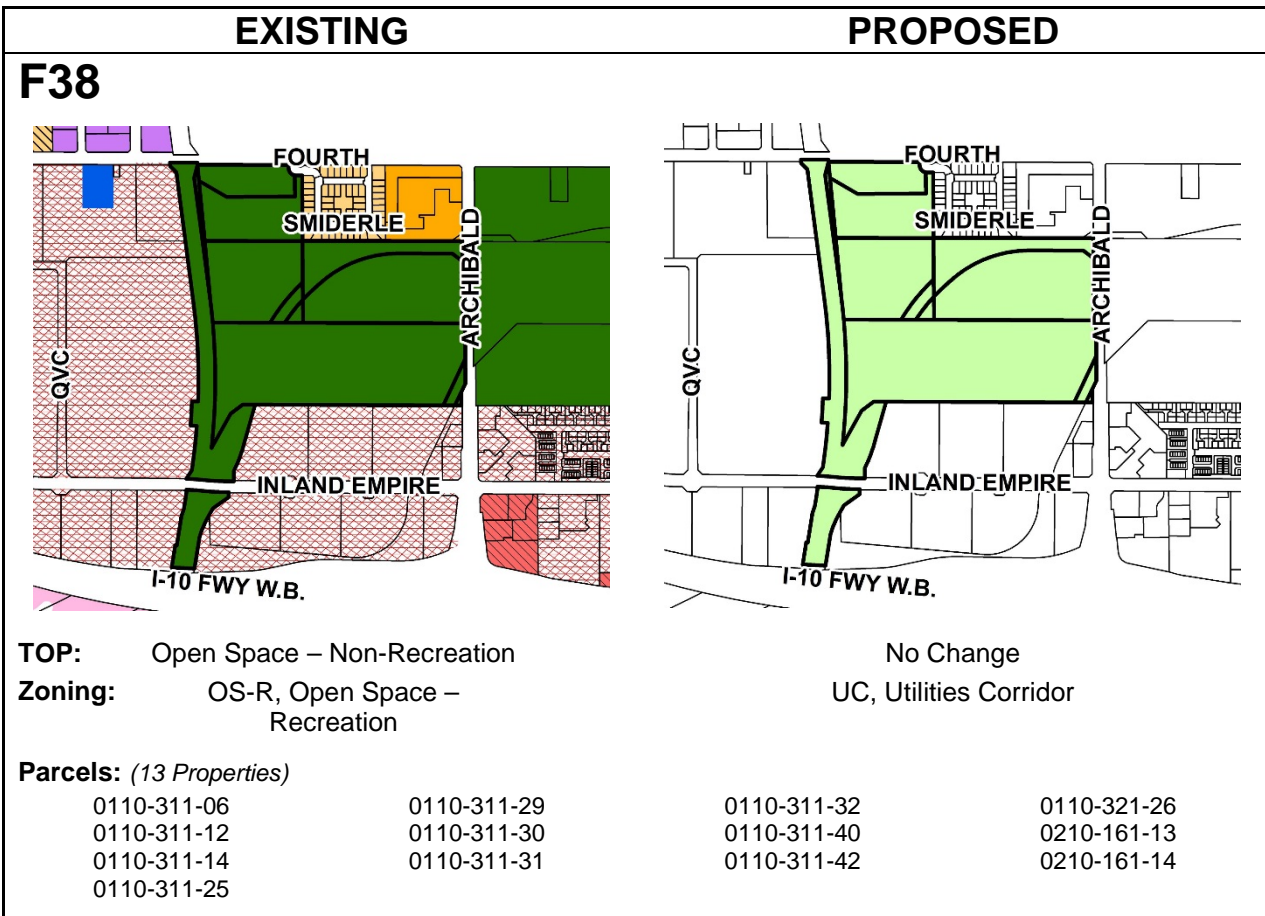 EXISTING PROPOSED
F38
FOURTH
SMIDERLE
ARCHIBALD
QVC
INLAND EMPIRE
I-10 FWY W.B.
FOURTH
SMIDERLE
ARCHIBALD
QVC
INLAND EMPIRE
I-10 FWY W.B.
TOP: Open Space – Non-Recreation No Change
Zoning: OS-R, Open Space – UC, Utilities Corridor
Recreation
Parcels: (13 Properties)
0110-311-06 0110-311-29 0110-311-32 0110-321-26
0110-311-12 0110-311-30 0110-311-40 0210-161-13
0110-311-14 0110-311-31 0110-311-42 0210-161-14
0110-311-25